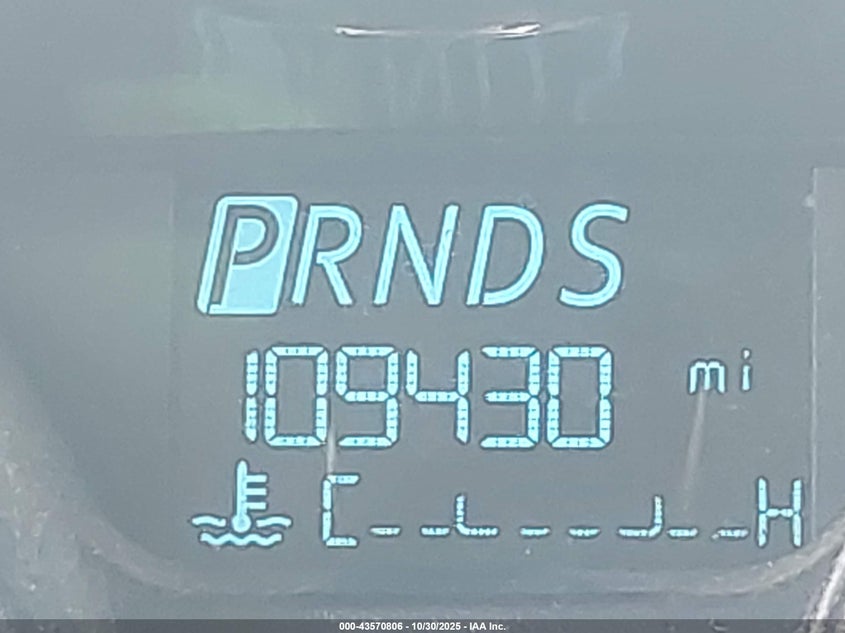 PRNDS
109430 mi
C H
000-43570806 - 10/30/2025 - IAA Inc.